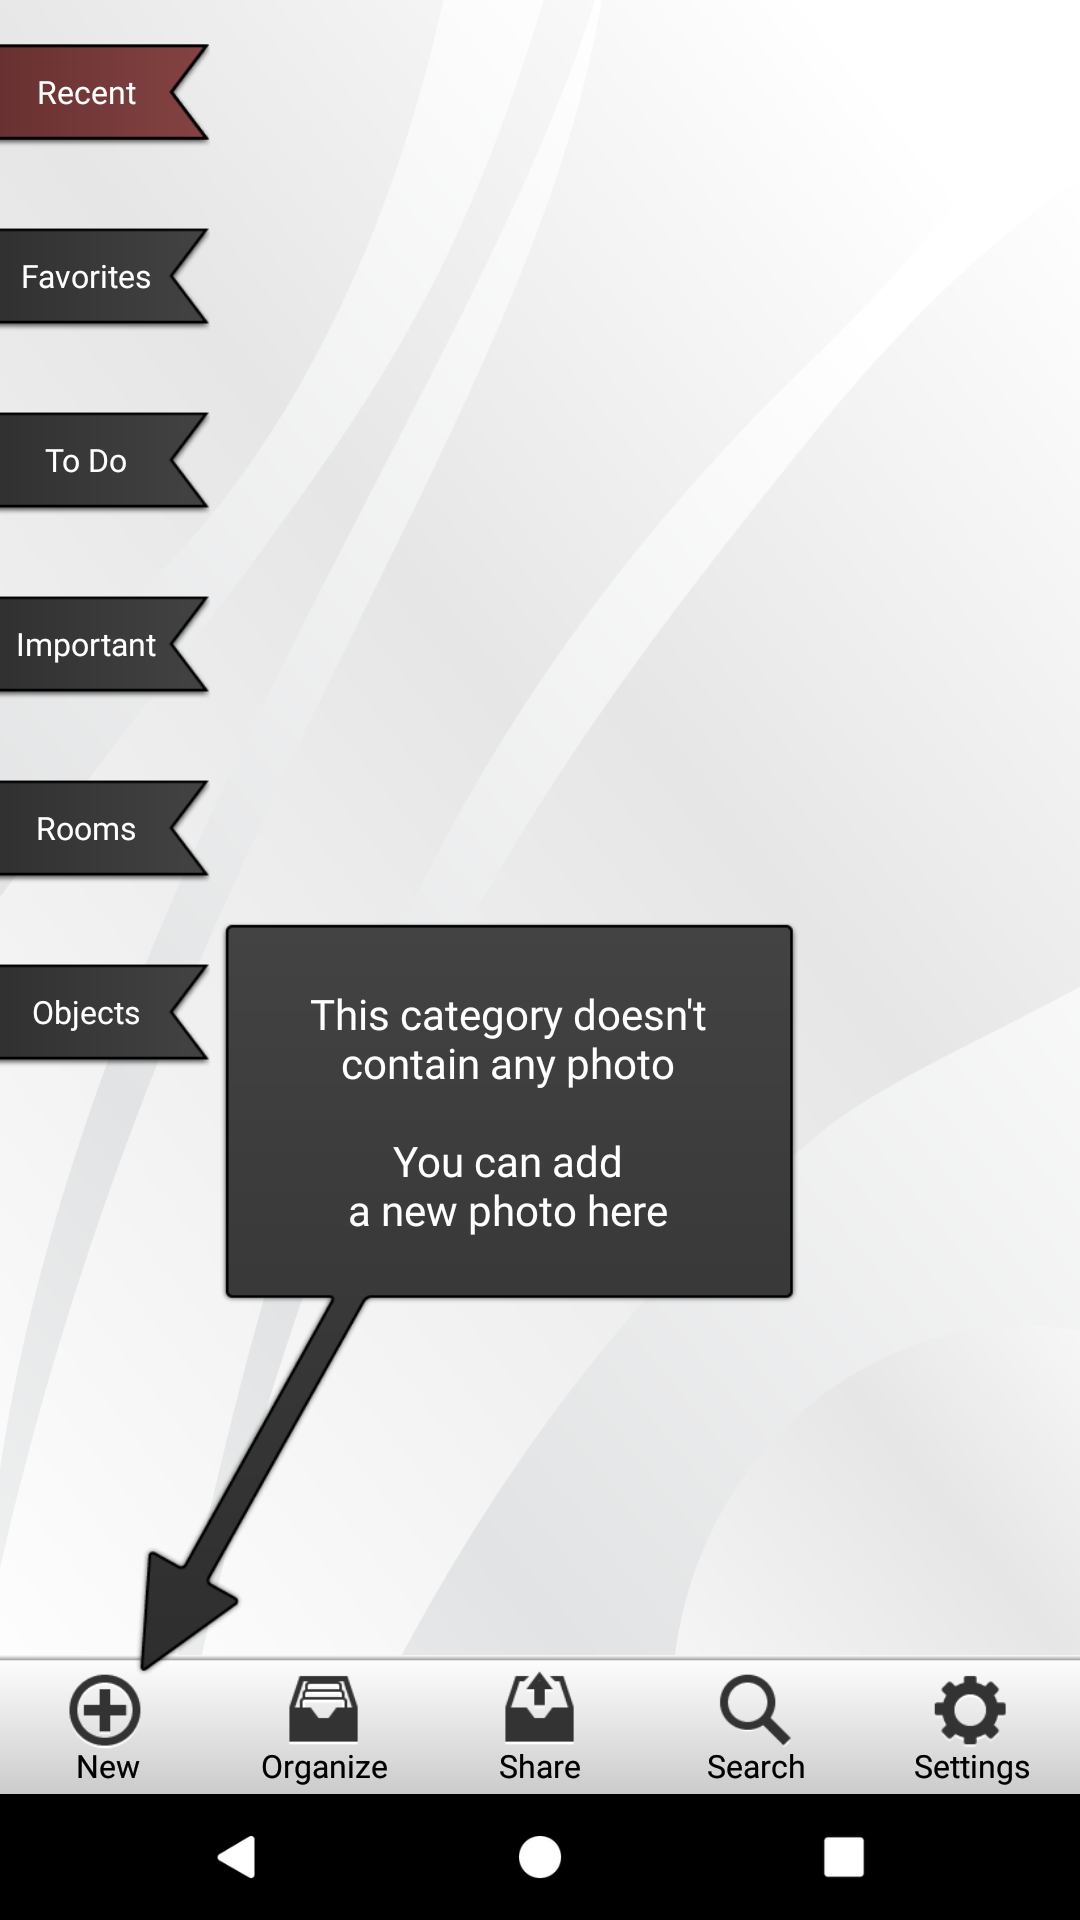 Recent
Favorites
To Do
Important
Rooms
Objects
This category doesn't
contain any photo
You can add
a new photo here
New
Organize
Share
Search
Settings